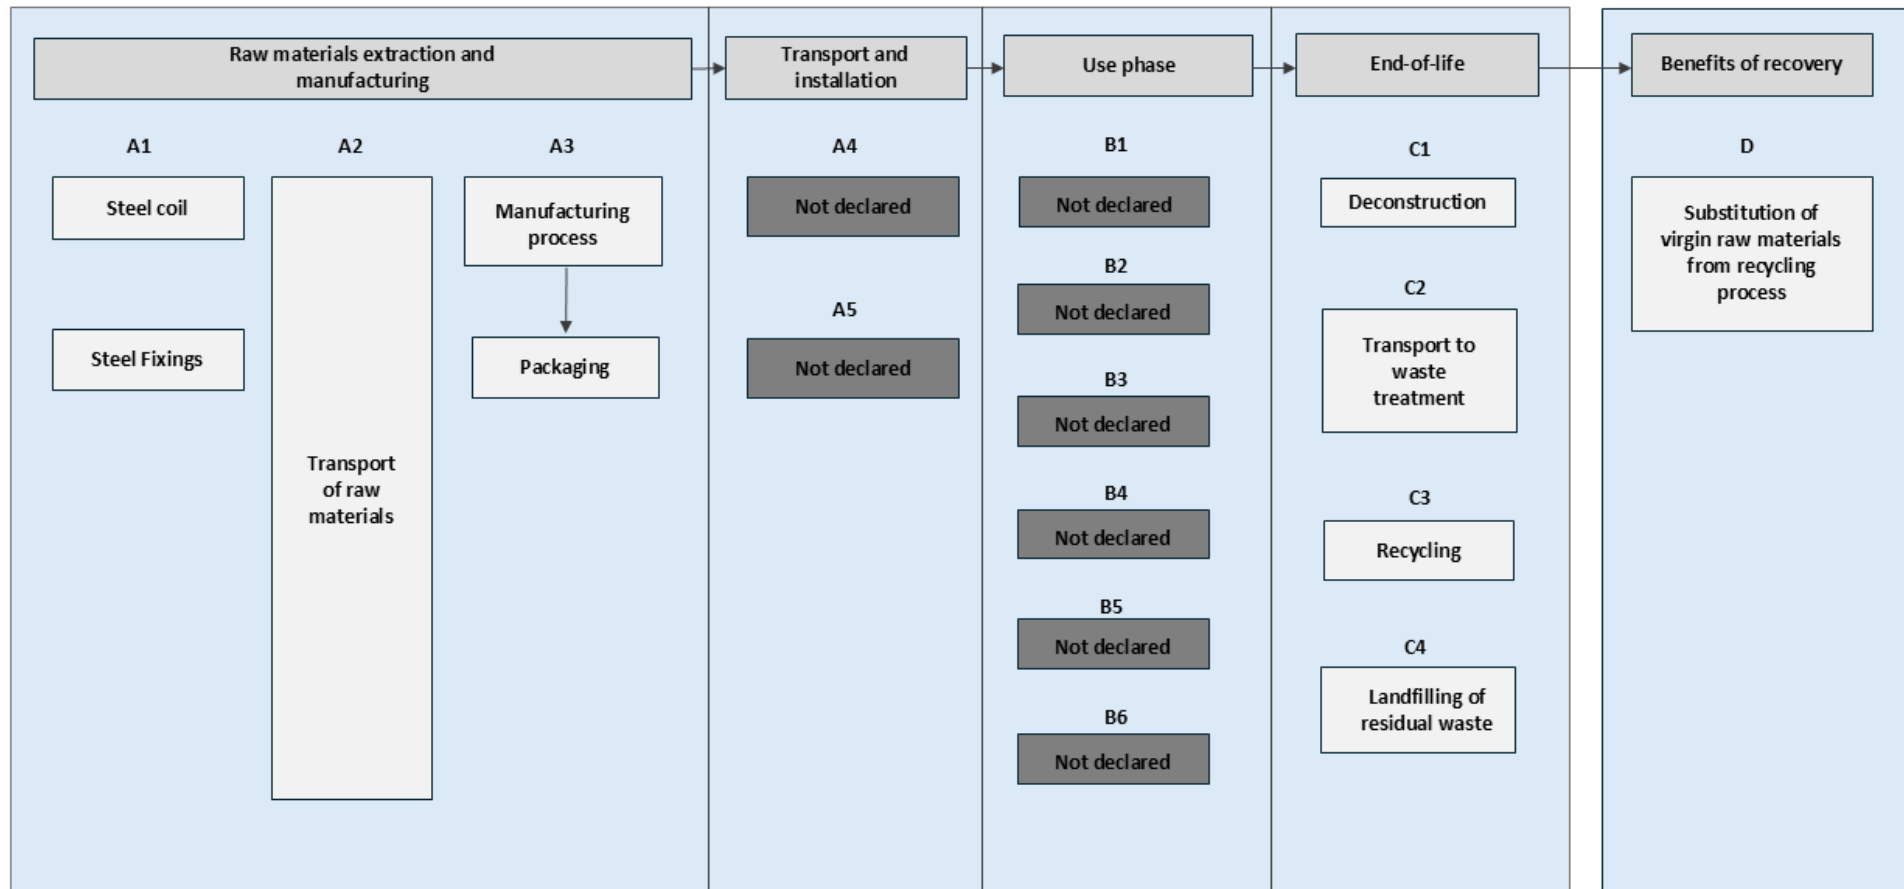 Raw materials extraction and
manufacturing
Transport and
installation
Use phase
End-of-life
Benefits of recovery
A1
Steel coil
Steel Fixings
A2
Transport
of raw
materials
A3
Manufacturing
process
Packaging
A4
Not declared
A5
Not declared
B1
Not declared
B2
Not declared
B3
Not declared
B4
Not declared
B5
Not declared
B6
Not declared
C1
Deconstruction
C2
Transport to
waste
treatment
C3
Recycling
C4
Landfilling of
residual waste
D
Substitution of
virgin raw materials
from recycling
process